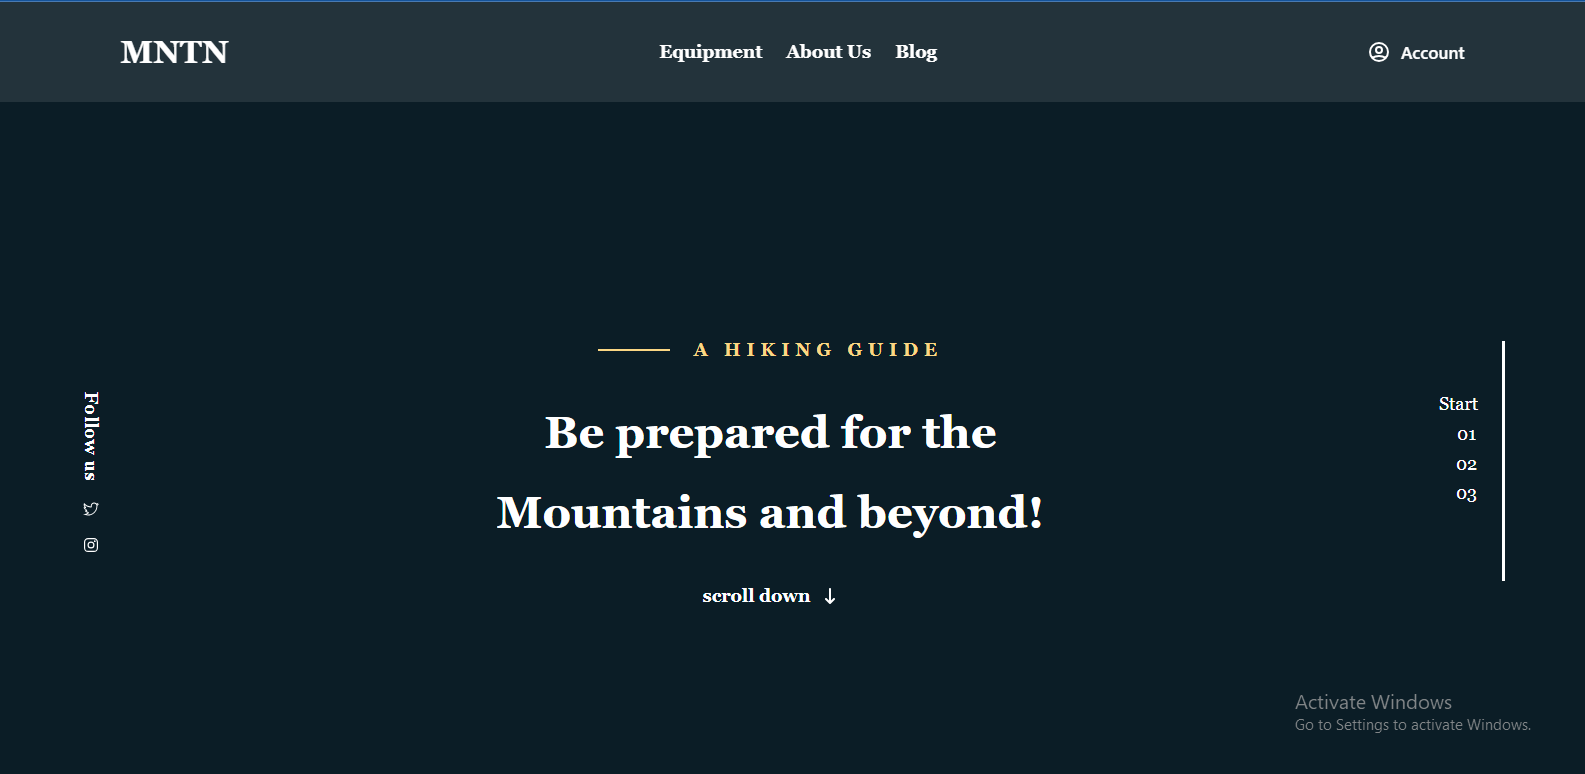 MNTN
Equipment About Us Blog
Account
A HIKING GUIDE
Be prepared for the
Mountains and beyond!
scroll down
Follow us
Start
01
02
03
Activate Windows
Go to Settings to activate Windows.